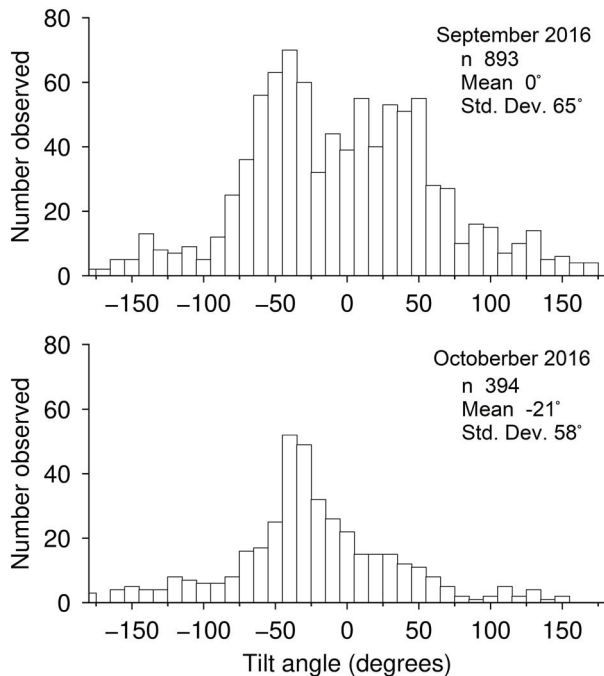 80
60
40
20
0
Number observed
September 2016
n 893
Mean 0°
Std. Dev. 65°
−150 −100 −50 0 50 100 150
80
60
40
20
0
Number observed
Octoberber 2016
n 394
Mean -21°
Std. Dev. 58°
−150 −100 −50 0 50 100 150
Tilt angle (degrees)